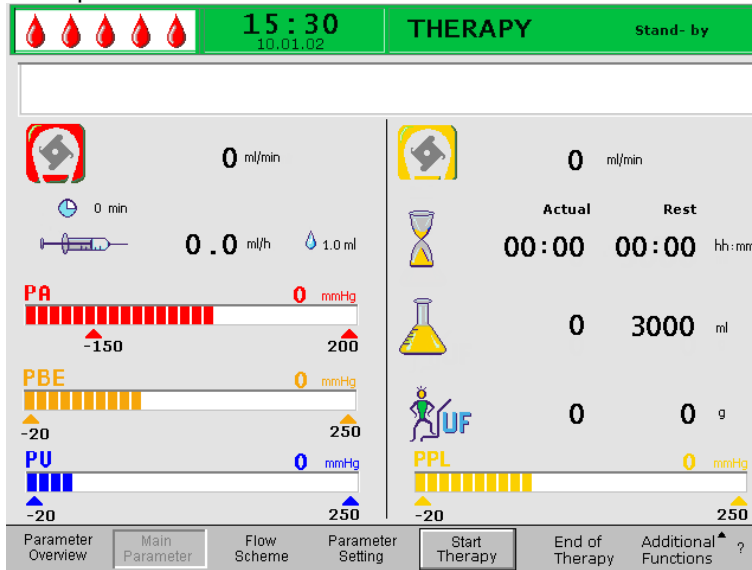 15:30
10.01.02
THERAPY
Stand- by
0 ml/min
0 min
0.0 ml/h
1.0 ml
PA 0 mmHg
-150 200
PBE 0 mmHg
-20 250
PV 0 mmHg
-20 250
0 ml/min
Actual Rest
00:00 00:00 hh:mm
0 3000 ml
UF 0 0 g
PPL 0 mmHg
-20 250
Parameter Overview
Main Parameter
Flow Scheme
Parameter Setting
Start Therapy
End of Therapy
Additional Functions
?